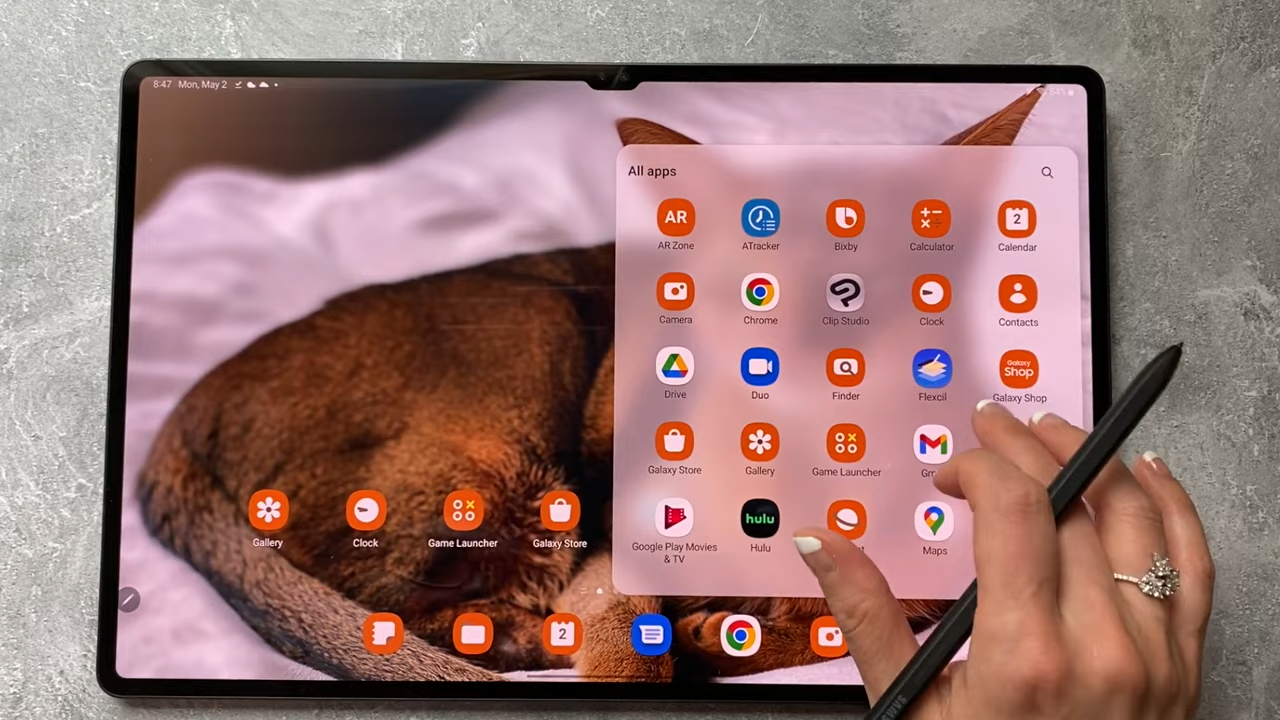 8:47 Mon, May 2
84%
All apps
AR
2
AR Zone ATracker Bixby Calculator Calendar
Camera Chrome Clip Studio Clock Contacts
Galaxy
Shop
Drive Duo Finder Flexcil Galaxy Shop
Galaxy Store Gallery Game Launcher
hulu
Gallery Clock Game Launcher Galaxy Store
Google Play Movies Hulu Maps
& TV
2
SAMSUNG